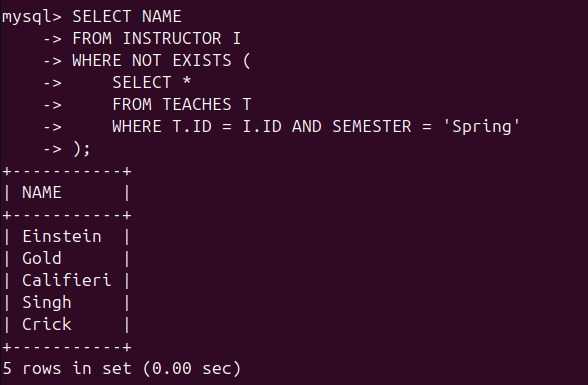 mysql> SELECT NAME
    -> FROM INSTRUCTOR I
    -> WHERE NOT EXISTS (
    ->     SELECT *
    ->     FROM TEACHES T
    ->     WHERE T.ID = I.ID AND SEMESTER = 'Spring'
    -> );
+-----------+
| NAME      |
+-----------+
| Einstein  |
| Gold      |
| Califieri |
| Singh     |
| Crick     |
+-----------+
5 rows in set (0.00 sec)